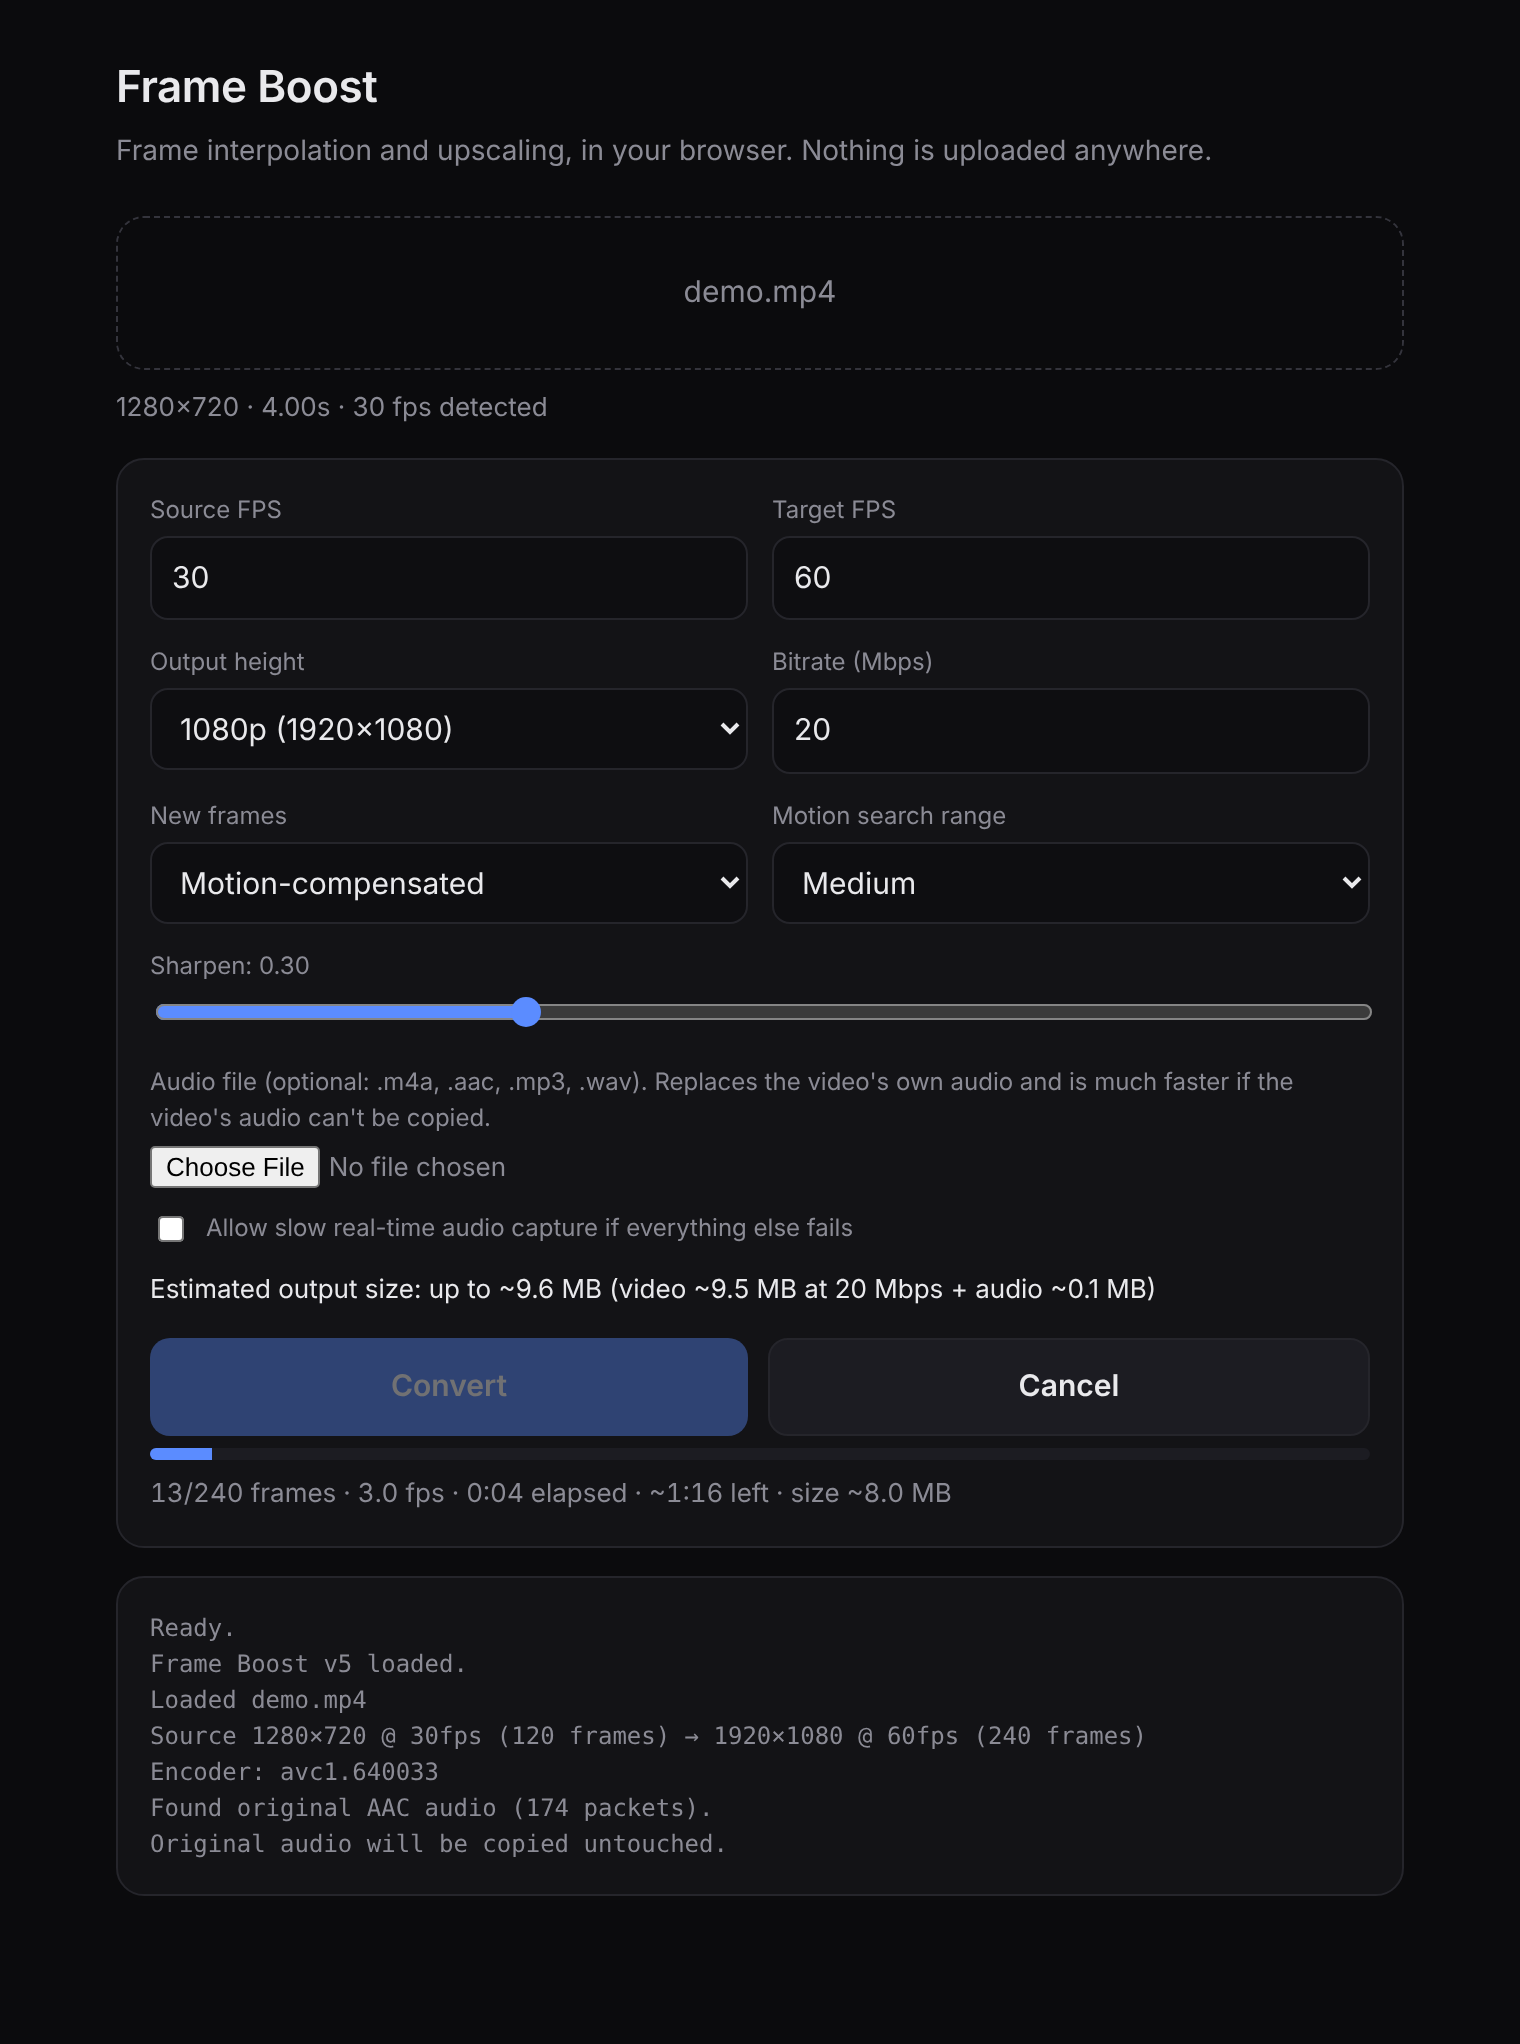 Frame Boost
Frame interpolation and upscaling, in your browser. Nothing is uploaded anywhere.
demo.mp4
1280×720 · 4.00s · 30 fps detected
Source FPS
Target FPS
30
60
Output height
Bitrate (Mbps)
1080p (1920×1080)
20
New frames
Motion search range
Motion-compensated
Medium
Sharpen: 0.30
Audio file (optional: .m4a, .aac, .mp3, .wav). Replaces the video's own audio and is much faster if the
video's audio can't be copied.
Choose File No file chosen
Allow slow real-time audio capture if everything else fails
Estimated output size: up to ~9.6 MB (video ~9.5 MB at 20 Mbps + audio ~0.1 MB)
Convert
Cancel
13/240 frames · 3.0 fps · 0:04 elapsed · ~1:16 left · size ~8.0 MB
Ready.
Frame Boost v5 loaded.
Loaded demo.mp4
Source 1280×720 @ 30fps (120 frames) → 1920×1080 @ 60fps (240 frames)
Encoder: avc1.640033
Found original AAC audio (174 packets).
Original audio will be copied untouched.